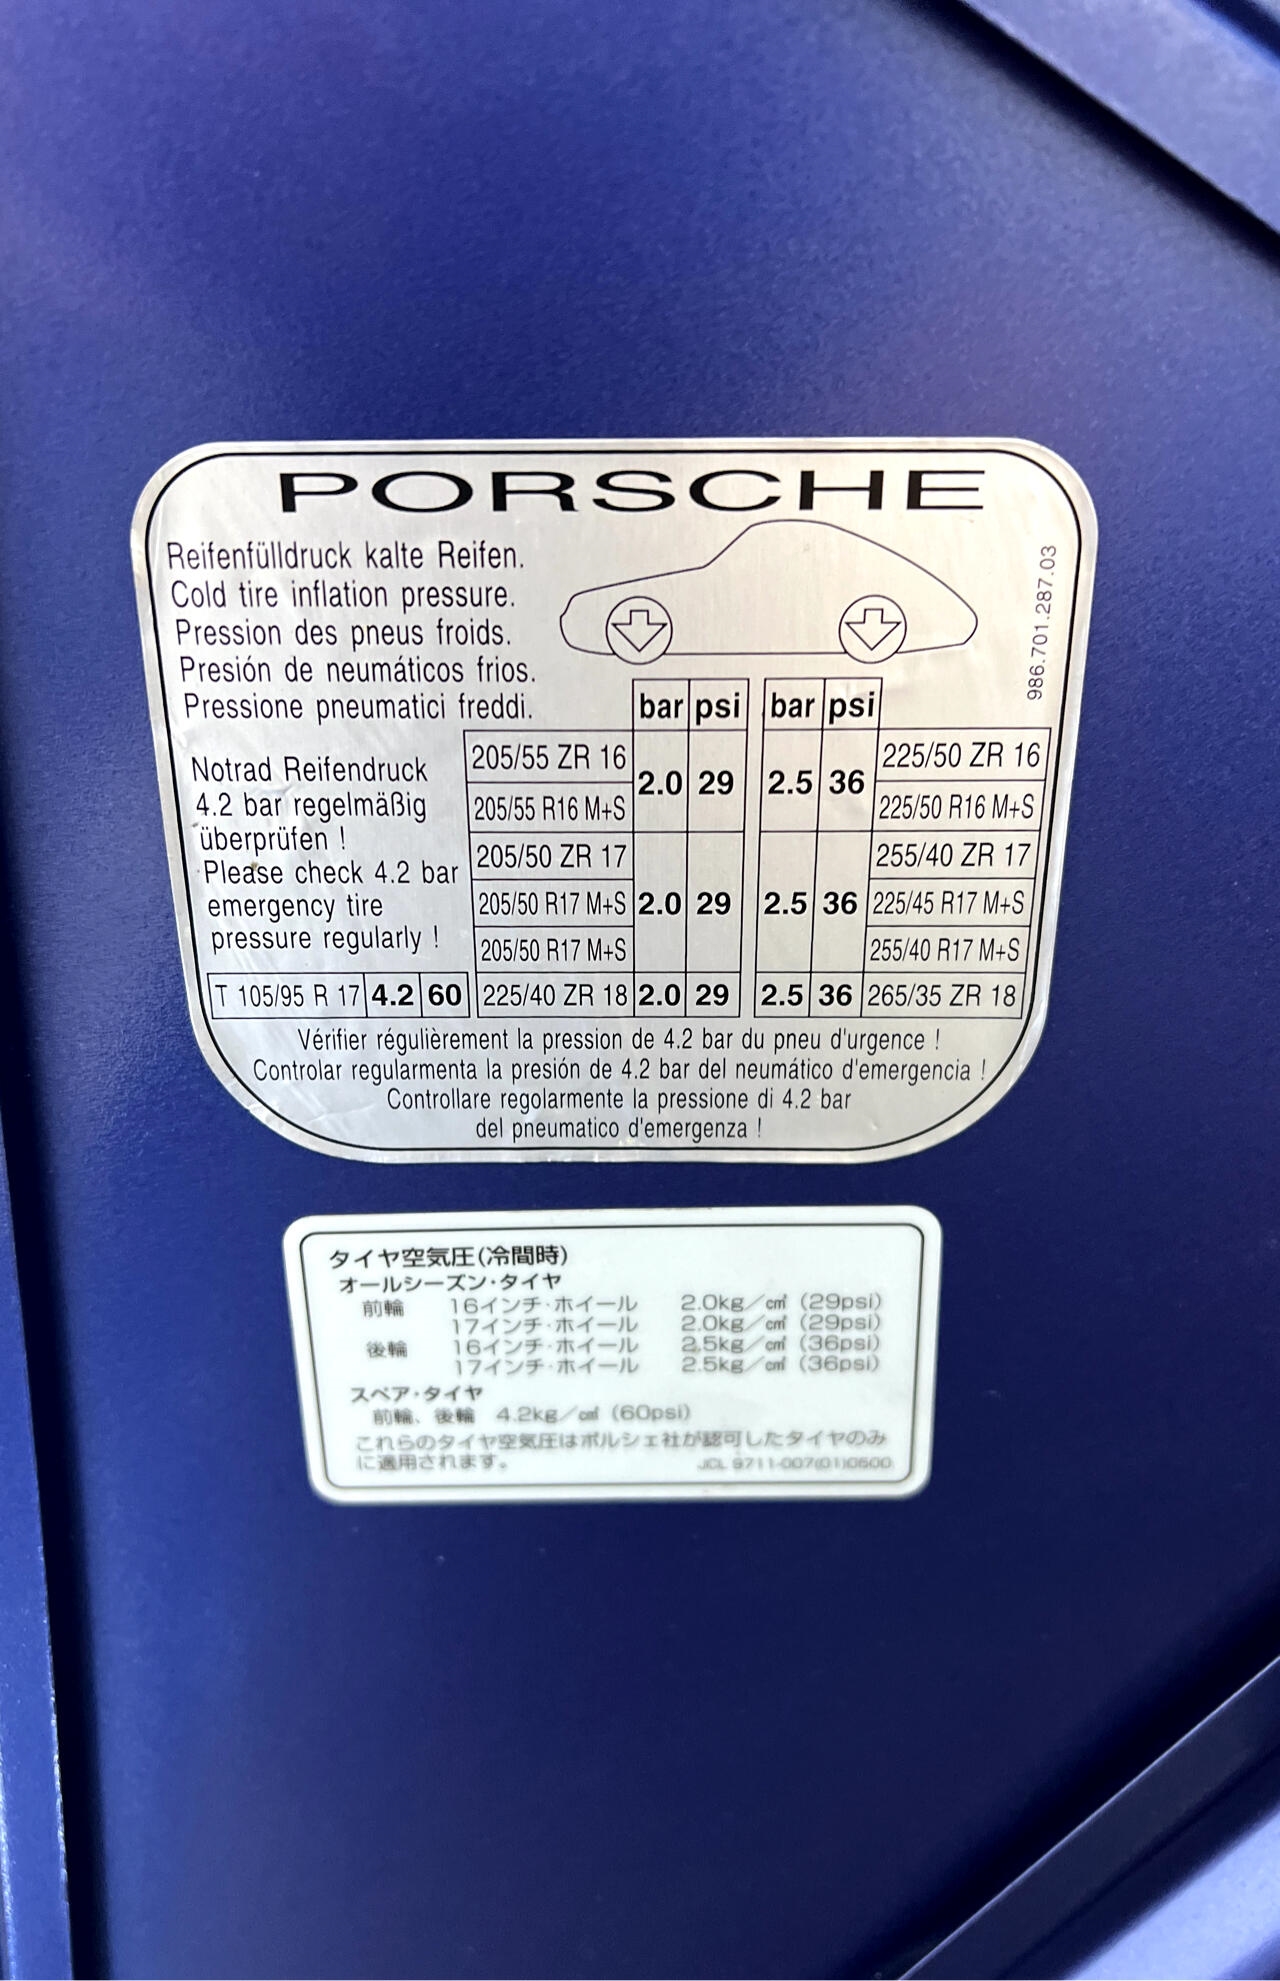 PORSCHE
Reifenfülldruck kalte Reifen.
Cold tire inflation pressure.
Pression des pneus froids.
Presión de neumáticos frios.
Pressione pneumatici freddi.
986.701.287.03
bar psi bar psi
Notrad Reifendruck
4.2 bar regelmäßig
überprüfen !
Please check 4.2 bar
emergency tire
pressure regularly !
205/55 ZR 16 2.0 29 2.5 36 225/50 ZR 16
205/55 R16 M+S 225/50 R16 M+S
205/50 ZR 17 255/40 ZR 17
205/50 R17 M+S 2.0 29 2.5 36 225/45 R17 M+S
205/50 R17 M+S 255/40 R17 M+S
T 105/95 R 17 4.2 60 225/40 ZR 18 2.0 29 2.5 36 265/35 ZR 18
Vérifier régulièrement la pression de 4.2 bar du pneu d'urgence !
Controlar regularmenta la presión de 4.2 bar del neumático d'emergencia !
Controllare regolarmente la pressione di 4.2 bar
del pneumatico d'emergenza !
タイヤ空気圧(冷間時)
オールシーズン・タイヤ
前輪 16インチ・ホイール 2.0kg/㎠ (29psi)
17インチ・ホイール 2.0kg/㎠ (29psi)
後輪 16インチ・ホイール 2.5kg/㎠ (36psi)
17インチ・ホイール 2.5kg/㎠ (36psi)
スペア・タイヤ
前輪、後輪 4.2kg/㎠ (60psi)
これらのタイヤ空気圧はポルシェ社が認可したタイヤのみ
に適用されます。 JCL 9711-007(01)0600